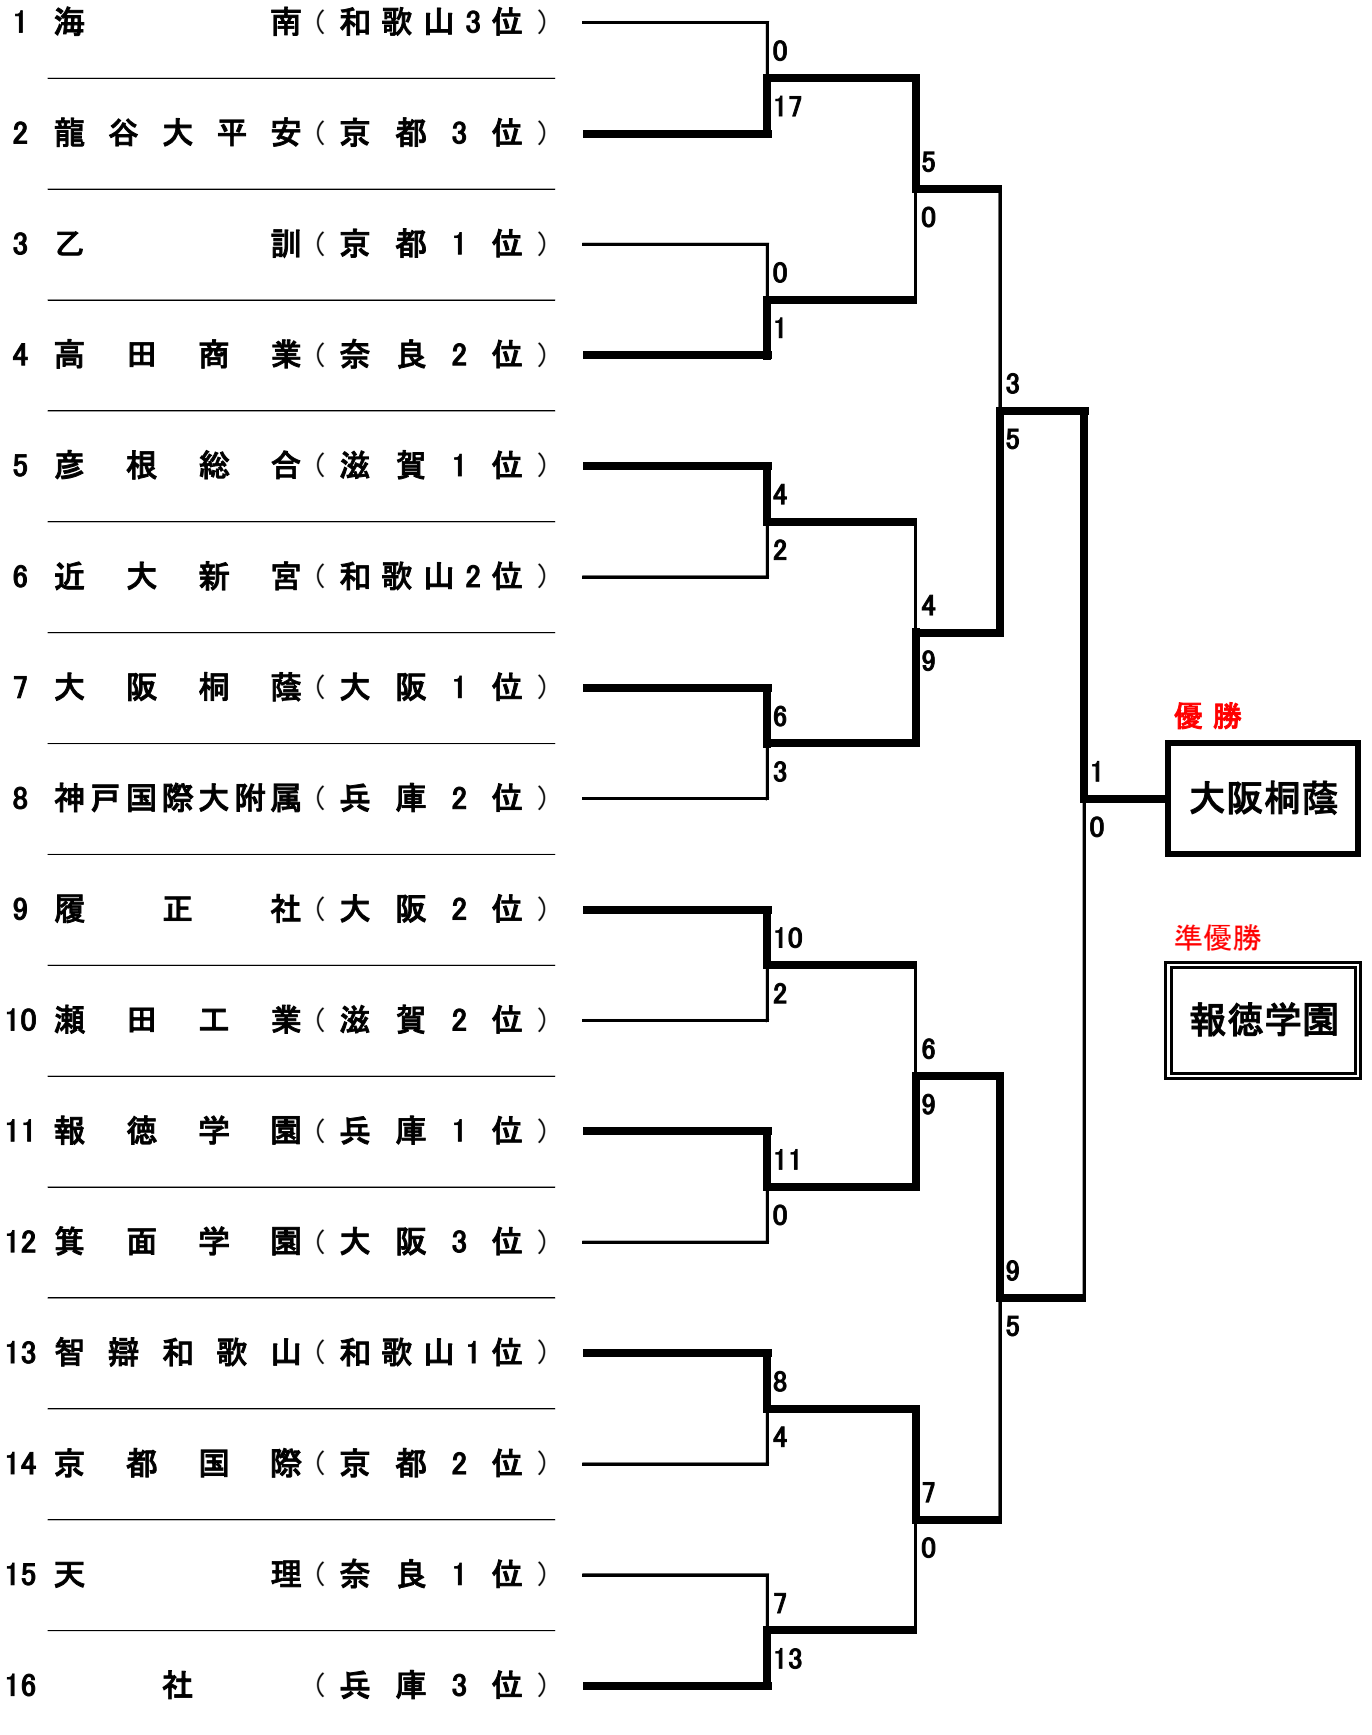 1 海南（和歌山3位）
0
17
2 龍谷大平安（京都3位）
5
0
3 乙訓（京都1位）
0
1
4 高田商業（奈良2位）
3
5
5 彦根総合（滋賀1位）
4
2
6 近大新宮（和歌山2位）
4
9
7 大阪桐蔭（大阪1位）
6
3
8 神戸国際大附属（兵庫2位）
優勝
大阪桐蔭
1
0
9 履正社（大阪2位）
10
2
10 瀬田工業（滋賀2位）
準優勝
報徳学園
6
9
11 報徳学園（兵庫1位）
11
0
12 箕面学園（大阪3位）
9
5
13 智辯和歌山（和歌山1位）
8
4
14 京都国際（京都2位）
7
0
15 天理（奈良1位）
7
13
16 社（兵庫3位）